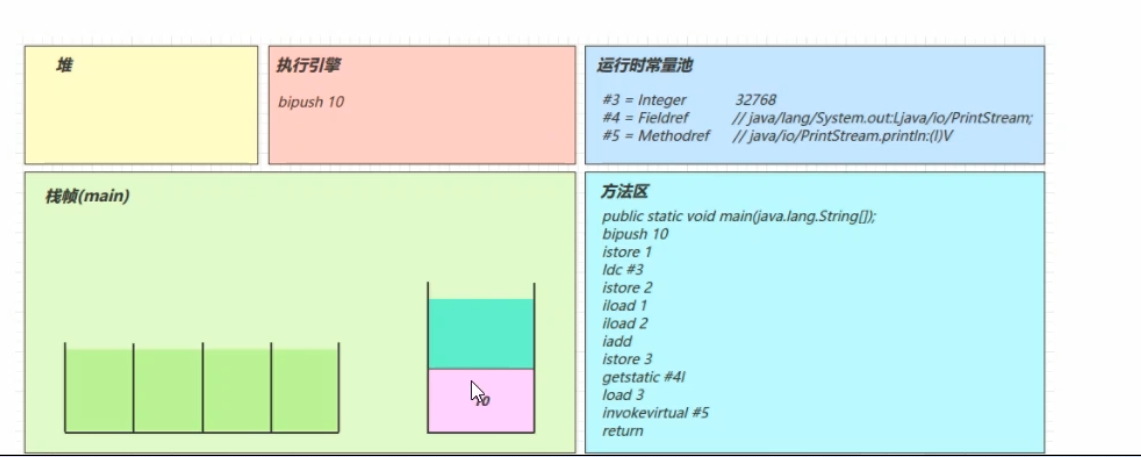 堆
执行引擎
bipush 10
运行时常量池
#3 = Integer 32768
#4 = Fieldref // java/lang/System.out:Ljava/io/PrintStream;
#5 = Methodref // java/io/PrintStream.println:(I)V
栈帧(main)
10
方法区
public static void main(java.lang.String[]);
bipush 10
istore 1
ldc #3
istore 2
iload 1
iload 2
iadd
istore 3
getstatic #4I
load 3
invokevirtual #5
return